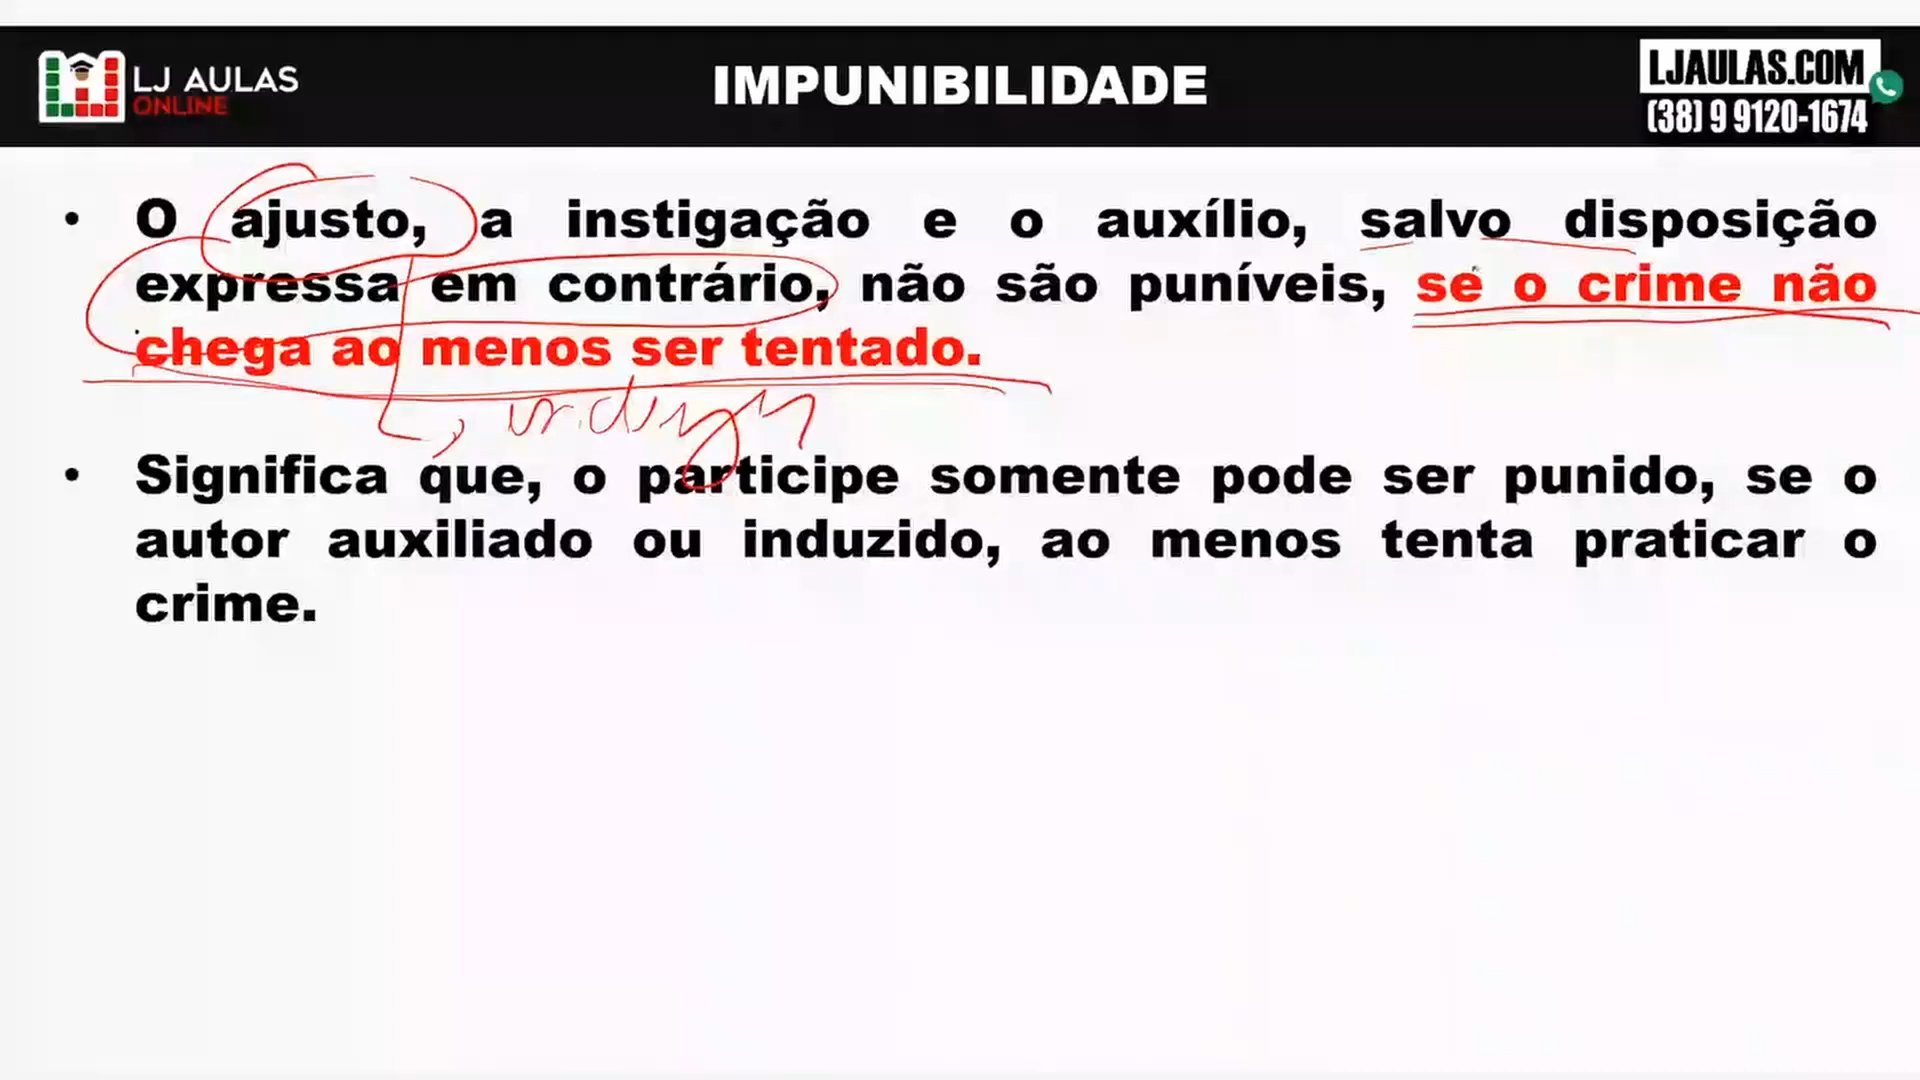 LJ AULAS
ONLINE
IMPUNIBILIDADE
LJAULAS.COM
(38) 9 9120-1674
• O ajusto, a instigação e o auxílio, salvo disposição
expressa em contrário, não são puníveis, se o crime não
chega ao menos ser tentado.
• Significa que, o participe somente pode ser punido, se o
autor auxiliado ou induzido, ao menos tenta praticar o
crime.